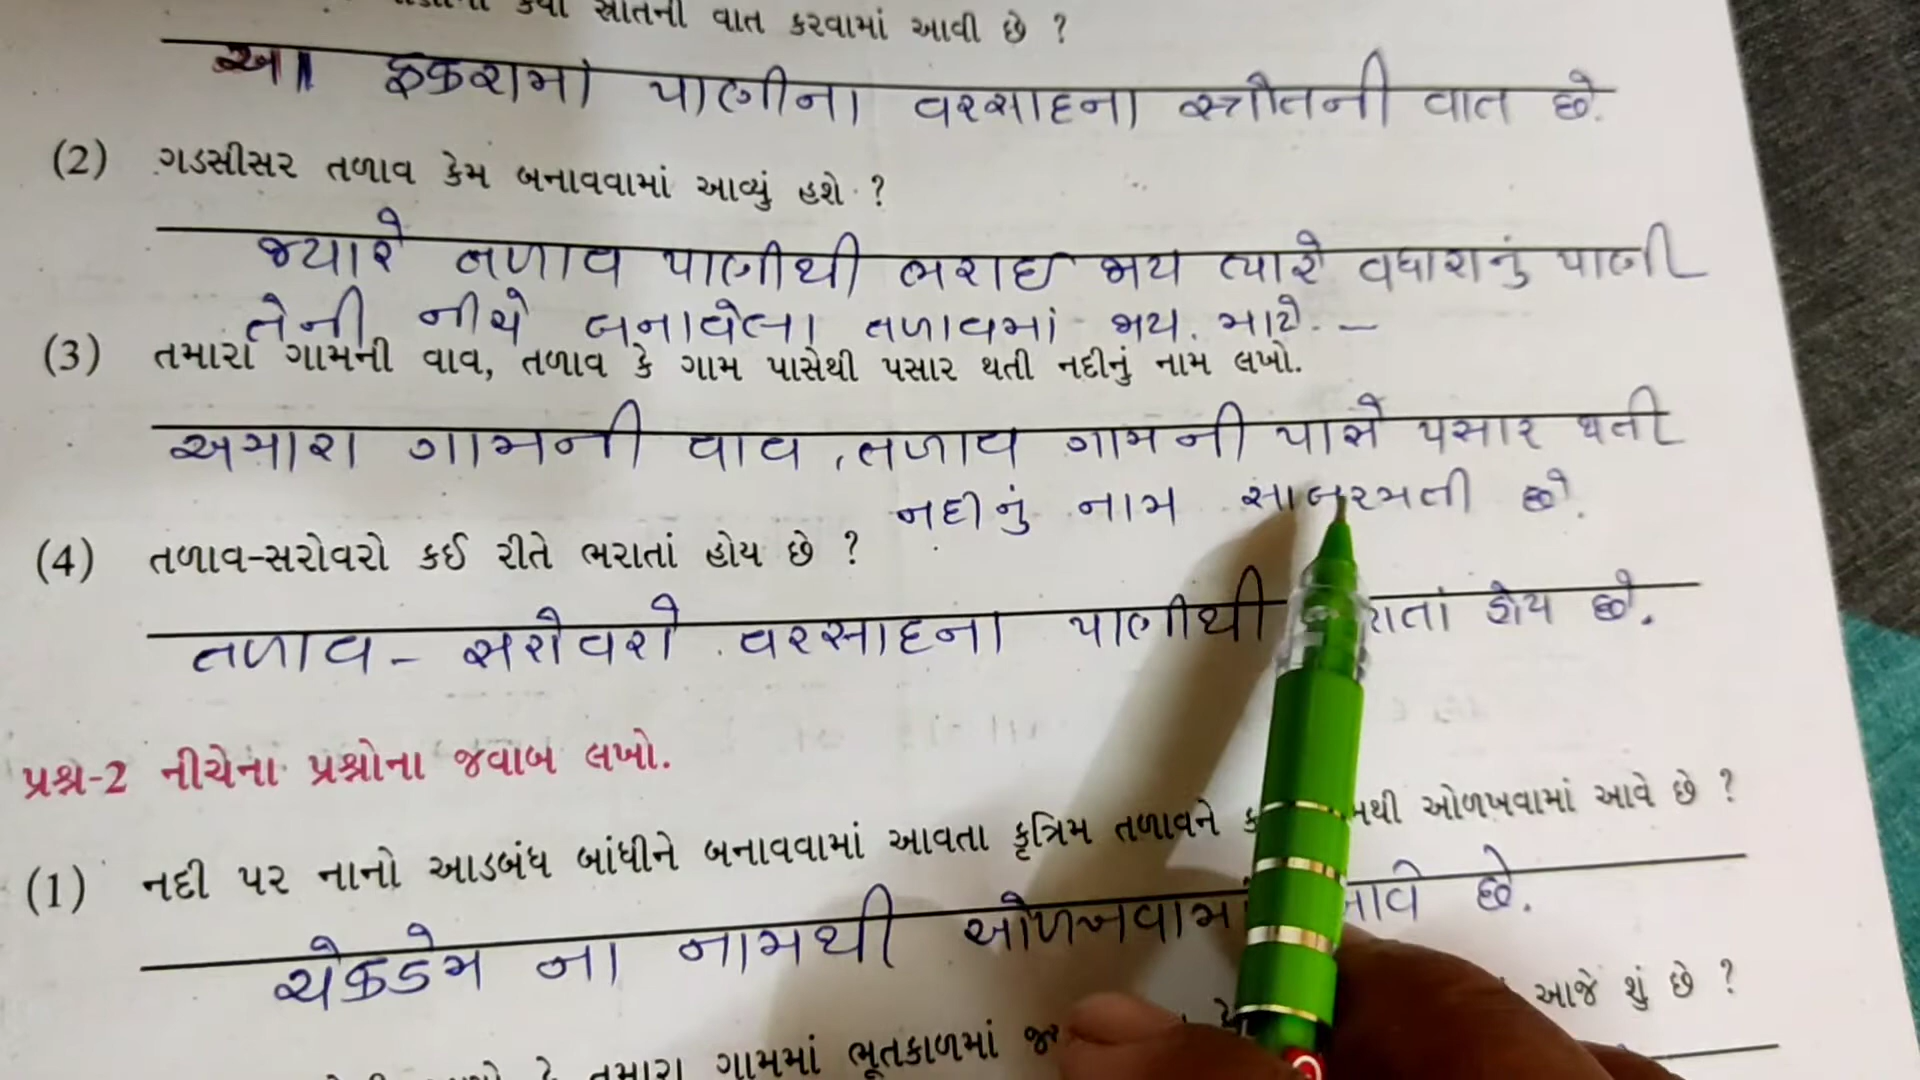 સ્રોતની વાત કરવામાં આવી છે ?
આ ફકરામાં પાણીના વરસાદના સ્ત્રોતની વાત છે.
(2) ગડસીસર તળાવ કેમ બનાવવામાં આવ્યું હશે ?
જ્યારે તળાવ પાણીથી ભરાઈ જાય ત્યારે વધારાનું પાણી
તેની નીચે બનાવેલા તળાવમાં જાય. માટે. –
(3) તમારા ગામની વાવ, તળાવ કે ગામ પાસેથી પસાર થતી નદીનું નામ લખો.
અમારા ગામની વાવ, તળાવ ગામની પાસે પસાર થતી
નદીનું નામ સાબરમતી છે.
(4) તળાવ-સરોવરો કઈ રીતે ભરાતાં હોય છે ?
તળાવ - સરોવરો વરસાદના પાણીથી રાતાં હોય છે.
પ્રશ્ન-2 નીચેના પ્રશ્નોના જવાબ લખો.
(1) નદી પર નાનો આડબંધ બાંધીને બનાવવામાં આવતા કૃત્રિમ તળાવને ક મથી ઓળખવામાં આવે છે ?
ચેકડેમ ના નામથી ઓળખવામાં આવે છે.
તમારા ગામમાં ભૂતકાળમાં આજે શું છે ?